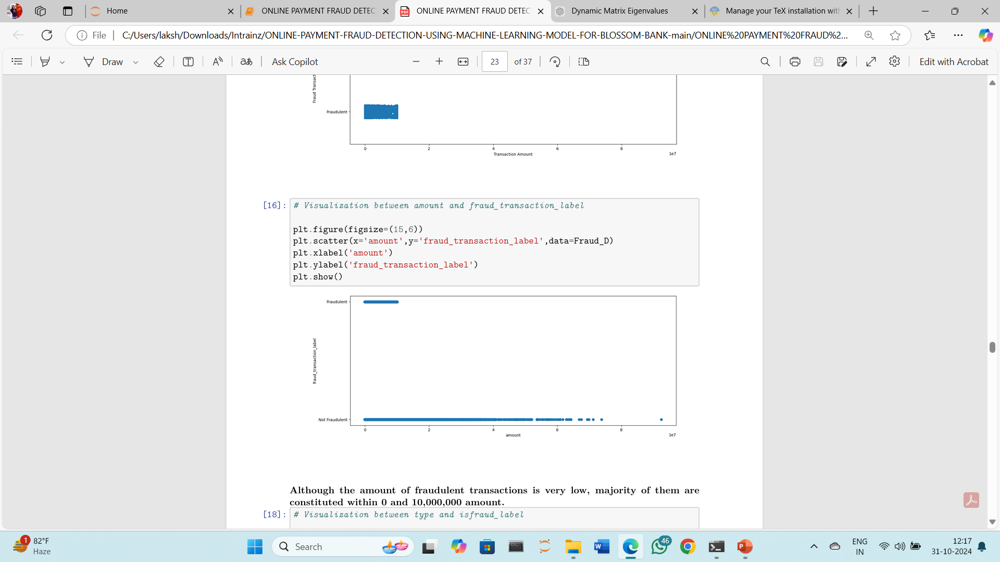 Home
ONLINE PAYMENT FRAUD DETEC
ONLINE PAYMENT FRAUD DETEC
Dynamic Matrix Eigenvalues
Manage your TeX installation with
File
C:/Users/laksh/Downloads/Intrainz/ONLINE-PAYMENT-FRAUD-DETECTION-USING-MACHINE-LEARNING-MODEL-FOR-BLOSSOM-BANK-main/ONLINE%20PAYMENT%20FRAUD%2...
Draw
aあ
Ask Copilot
23 of 37
Edit with Acrobat
Fraud Transact
Fraudulent
0 2 4 6 8
Transaction Amount
1e7
[16]:
# Visualization between amount and fraud_transaction_label
plt.figure(figsize=(15,6))
plt.scatter(x='amount',y='fraud_transaction_label',data=Fraud_D)
plt.xlabel('amount')
plt.ylabel('fraud_transaction_label')
plt.show()
Fraudulent
fraud_transaction_label
Not Fraudulent
0 2 4 6 8
amount
1e7
Although the amount of fraudulent transactions is very low, majority of them are
constituted within 0 and 10,000,000 amount.
[18]:
# Visualization between type and isfraud_label
1
82°F
Haze
Search
46
ENG
IN
12:17
31-10-2024